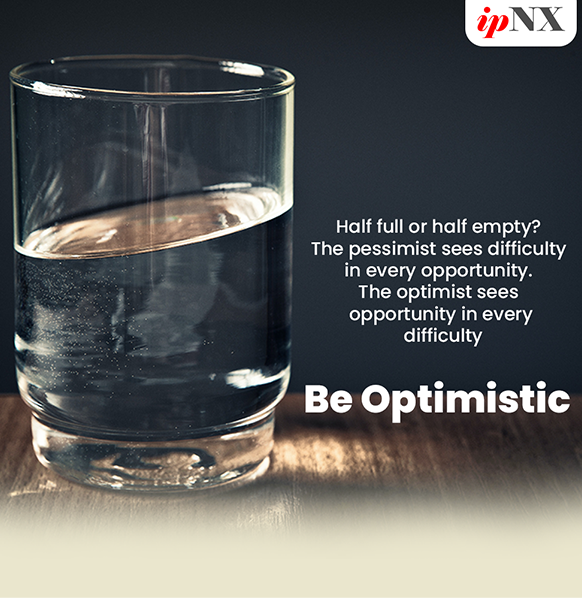 ipNX
Half full or half empty?
The pessimist sees difficulty
in every opportunity.
The optimist sees
opportunity in every
difficulty
Be Optimistic